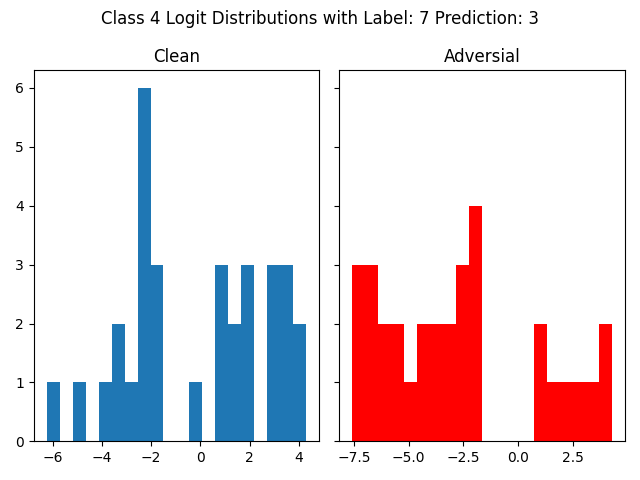 Class 4 Logit Distributions with Label: 7 Prediction: 3
Clean
Adversial
6
5
4
3
2
1
0
−6 −4 −2 0 2 4
−7.5 −5.0 −2.5 0.0 2.5